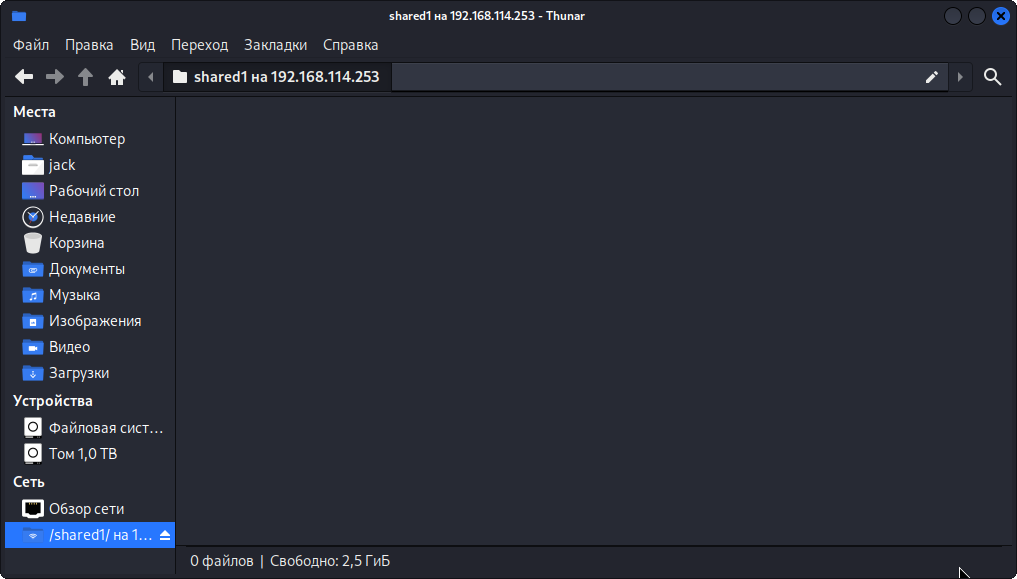 shared1 на 192.168.114.253 - Thunar
Файл Правка Вид Переход Закладки Справка
shared1 на 192.168.114.253
Места
Компьютер
jack
Рабочий стол
Недавние
Корзина
Документы
Музыка
Изображения
Видео
Загрузки
Устройства
Файловая сист…
Том 1,0 ТВ
Сеть
Обзор сети
/shared1/ на 1…
0 файлов | Свободно: 2,5 ГиБ